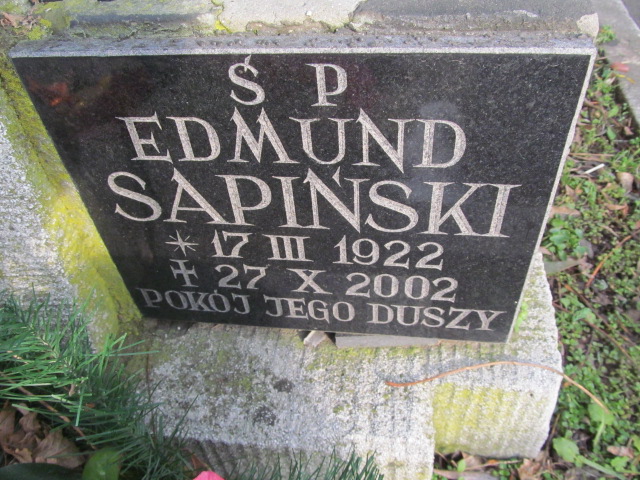 Ś P
EDMUND
SAPIŃSKI
* 17 III 1922
✝ 27 X 2002
POKÓJ JEGO DUSZY